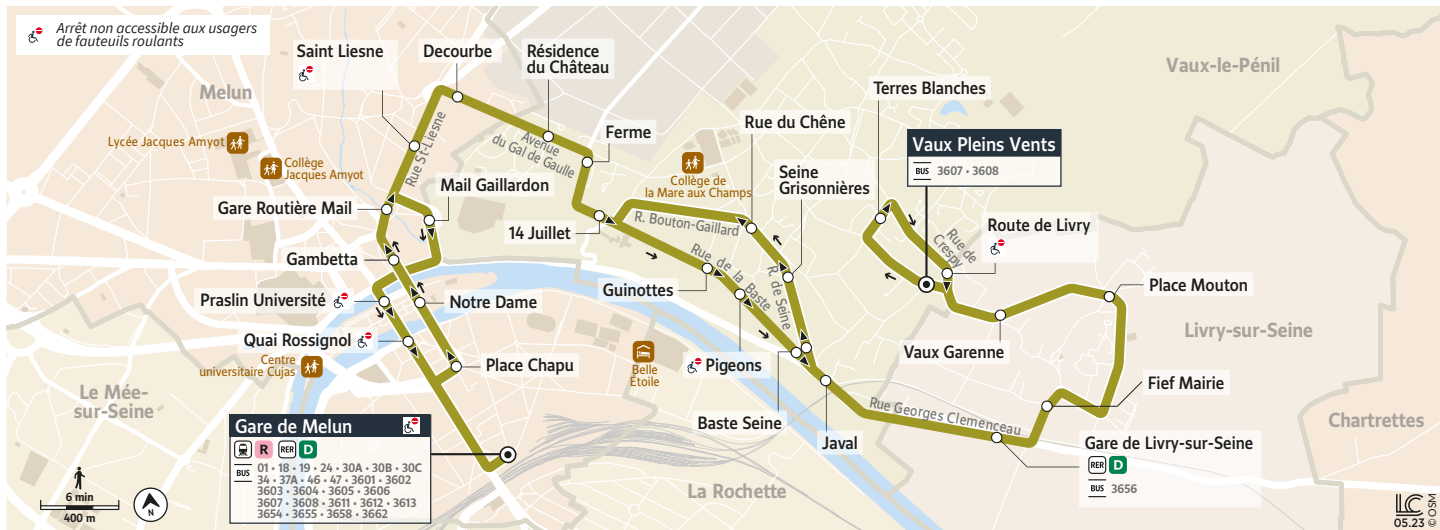 Arrêt non accessible aux usagers
de fauteuils roulants
Saint Liesne
Decourbe
Résidence
du Château
Vaux-le-Pénil
Melun
Terres Blanches
Lycée Jacques Amyot
Rue St-Liesne
Avenue
du Gal de Gaulle
Ferme
Rue du Chêne
Vaux Pleins Vents
BUS 3607 • 3608
Collège
Jacques Amyot
Mail Gaillardon
Collège de
la Mare aux Champs
Seine
Grisonnières
Gare Routière Mail
R. Bouton-Gaillard
14 Juillet
Route de Livry
Rue de
Crespy
Gambetta
Rue de la Baste
R. de Seine
Guinottes
Place Mouton
Praslin Université
Notre Dame
Livry-sur-Seine
Quai Rossignol
Vaux Garenne
Centre
universitaire Cujas
Place Chapu
Belle
Étoile
Pigeons
Fief Mairie
Le Mée-
sur-Seine
Rue Georges Clemenceau
Chartrettes
Baste Seine
Javal
Gare de Melun
R RER D
BUS 01 • 18 • 19 • 24 • 30A • 30B • 30C
34 • 37A • 46 • 47 • 3601 • 3602
3603 • 3604 • 3605 • 3606
3607 • 3608 • 3611 • 3612 • 3613
3654 • 3655 • 3658 • 3662
Gare de Livry-sur-Seine
RER D
BUS 3656
La Rochette
6 min
400 m
N
LC
05.23
© OSM